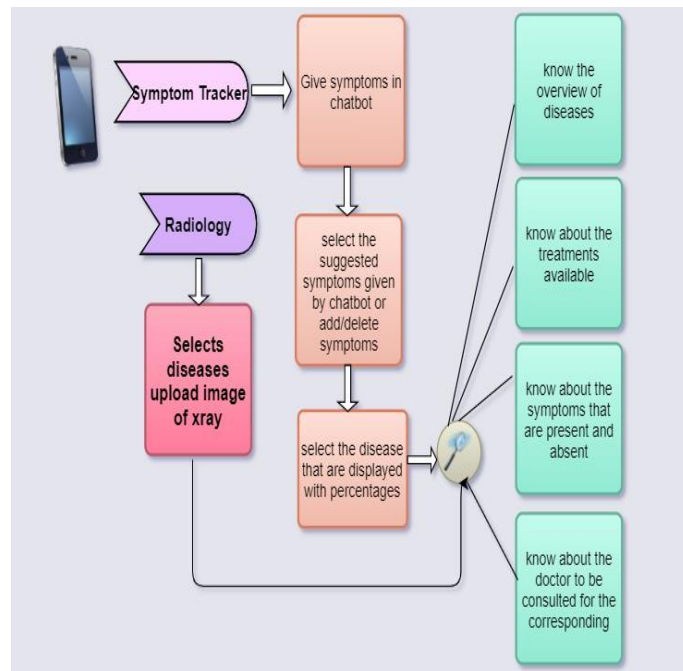 Symptom Tracker
Give symptoms in
chatbot
know the
overview of
diseases
Radiology
select the
suggested
symptoms given
by chatbot or
add/delete
symptoms
know about the
treatments
available
Selects
diseases
upload image
of xray
select the disease
that are displayed
with percentages
know about the
symptoms that
are present and
absent
know about the
doctor to be
consulted for the
corresponding